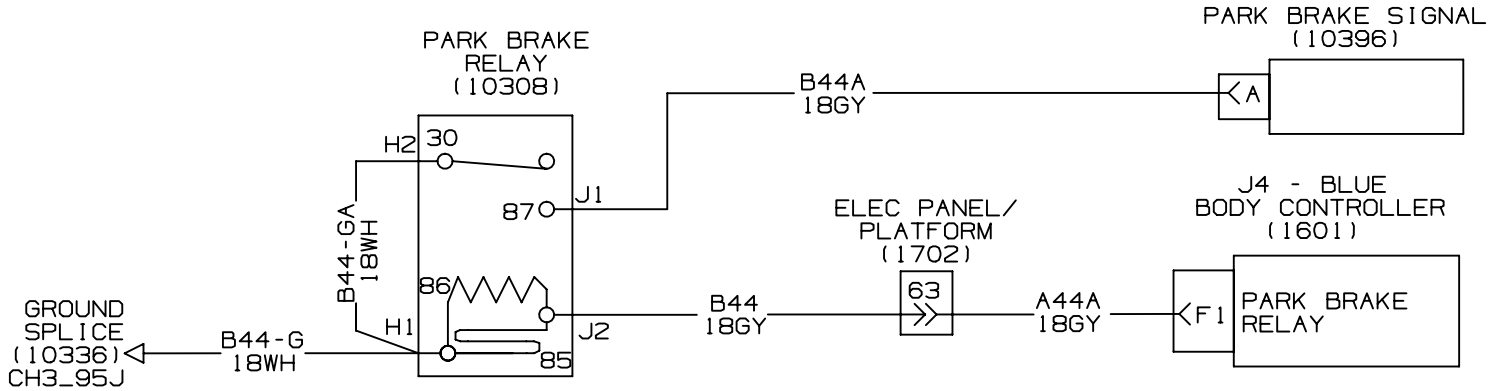 PARK BRAKE SIGNAL
(10396)
PARK BRAKE
RELAY
(10308)
B44A
18GY
A
H2
30
J1
87
J4 - BLUE
BODY CONTROLLER
(1601)
ELEC PANEL/
PLATFORM
(1702)
B44-GA
18WH
86
63
B44
18GY
A44A
18GY
F1
PARK BRAKE
RELAY
GROUND
SPLICE
(10336)
CH3_95J
H1
J2
B44-G
18WH
85